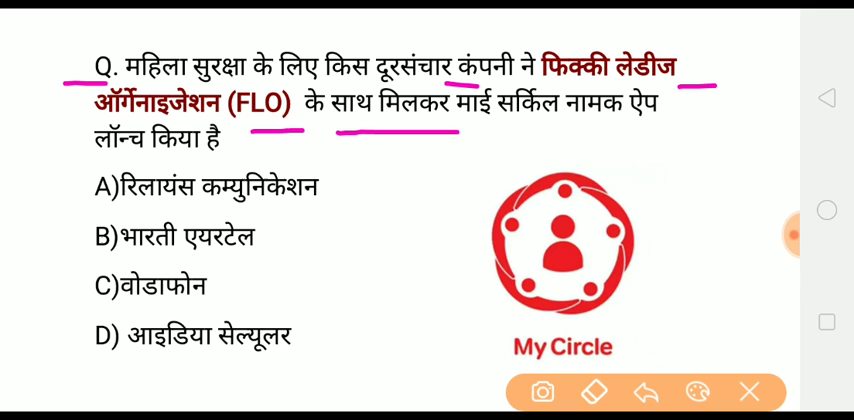 Q. महिला सुरक्षा के लिए किस दूरसंचार कंपनी ने फिक्की लेडीज
ऑर्गेनाइजेशन (FLO) के साथ मिलकर माई सर्किल नामक ऐप
लॉन्च किया है
A)रिलायंस कम्युनिकेशन
B)भारती एयरटेल
C)वोडाफोन
D) आइडिया सेल्यूलर
My Circle